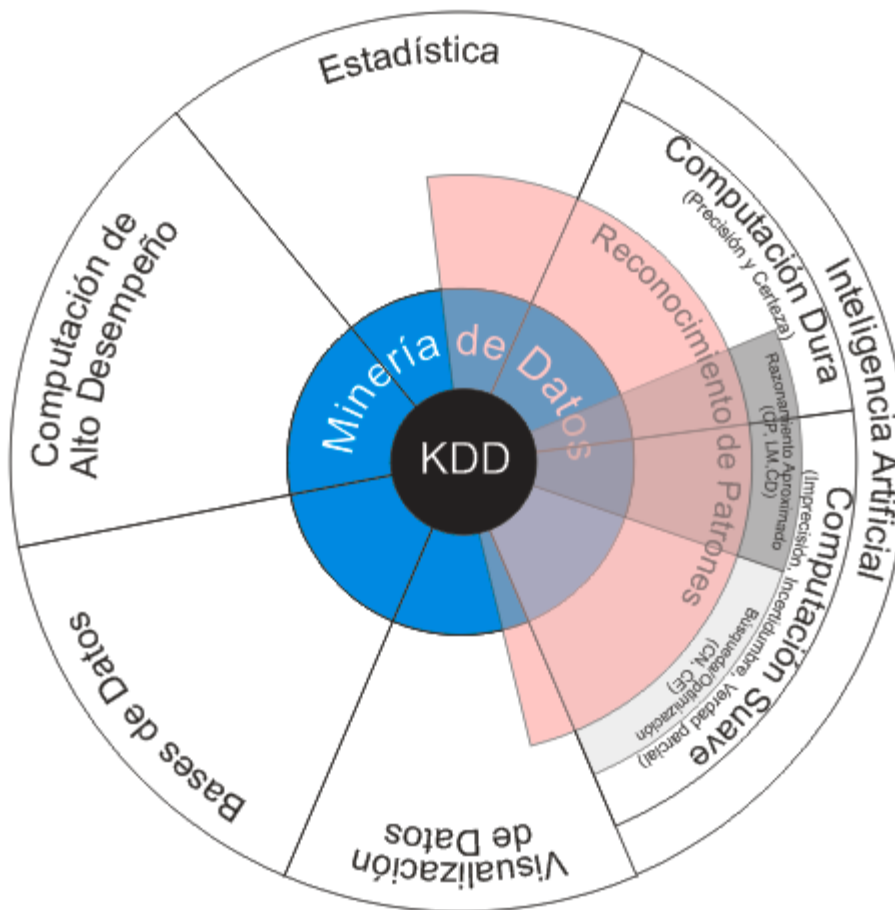 Estadística
Computación Dura
(Precisión y Certeza)
Inteligencia Artificial
Computación de
Alto Desempeño
Reconocimiento de Patrones
Minería de Datos
KDD
Razonamiento Aproximado
(CP, LM,CD)
Computación Suave
(Imprecisión, Incertidumbre, Verdad parcial)
Búsqueda/Optimización
(CN, CE)
Bases de Datos
Visualización
de Datos